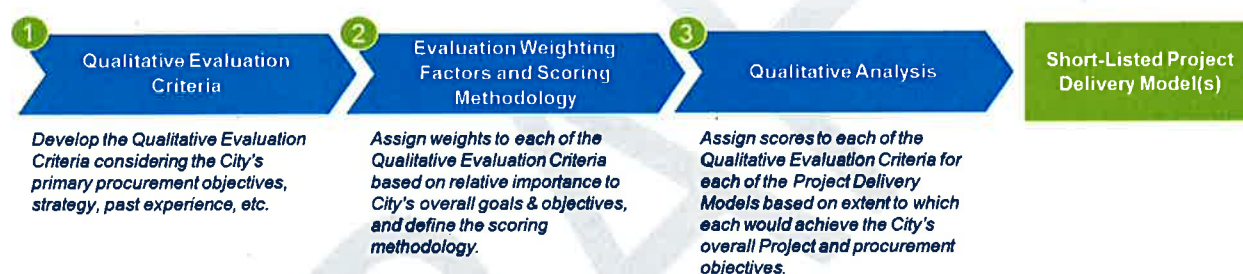 1
Qualitative Evaluation
Criteria
Develop the Qualitative Evaluation
Criteria considering the City's
primary procurement objectives,
strategy, past experience, etc.
2
Evaluation Weighting
Factors and Scoring
Methodology
Assign weights to each of the
Qualitative Evaluation Criteria
based on relative importance to
City's overall goals & objectives,
and define the scoring
methodology.
3
Qualitative Analysis
Assign scores to each of the
Qualitative Evaluation Criteria for
each of the Project Delivery
Models based on extent to which
each would achieve the City's
overall Project and procurement
objectives.
Short-Listed Project
Delivery Model(s)